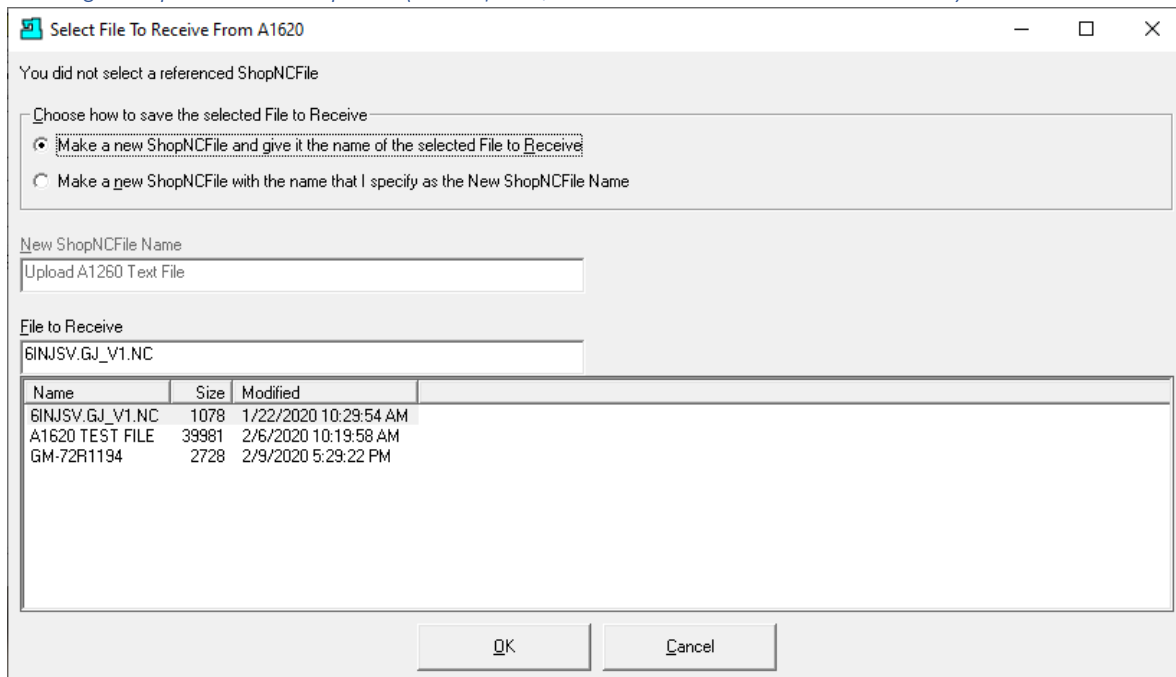 Select File To Receive From A1620
You did not select a referenced ShopNCFile
Choose how to save the selected File to Receive
Make a new ShopNCFile and give it the name of the selected File to Receive
Make a new ShopNCFile with the name that I specify as the New ShopNCFile Name
New ShopNCFile Name
Upload A1260 Text File
File to Receive
6INJSV.GJ_V1.NC
Name Size Modified
6INJSV.GJ_V1.NC 1078 1/22/2020 10:29:54 AM
A1620 TEST FILE 39981 2/6/2020 10:19:58 AM
GM-72R1194 2728 2/9/2020 5:29:22 PM
OK Cancel